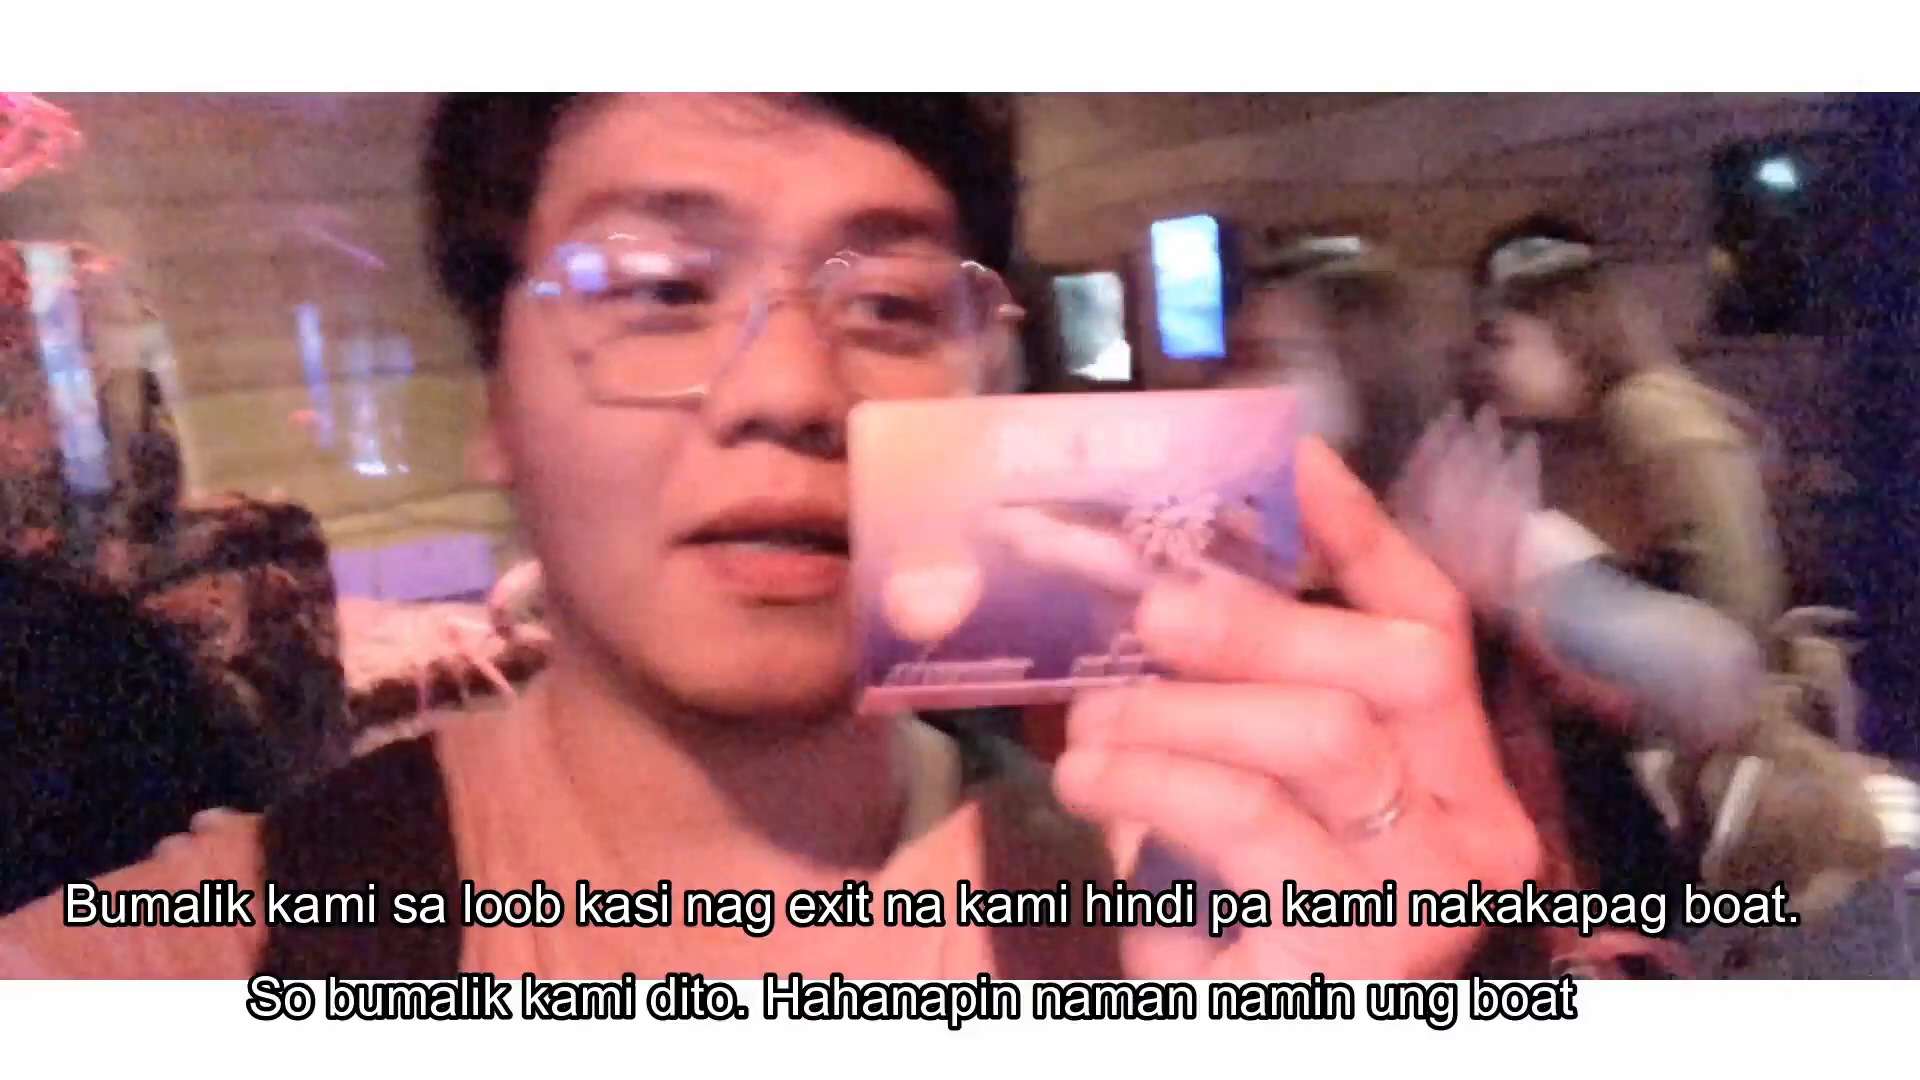 Bumalik kami sa loob kasi nag exit na kami hindi pa kami nakakapag boat.
So bumalik kami dito. Hahanapin naman namin ung boat